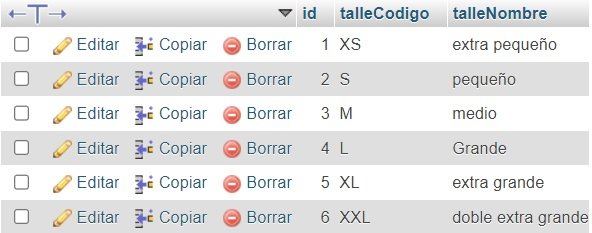 id talleCodigo talleNombre
Editar Copiar Borrar 1 XS extra pequeño
Editar Copiar Borrar 2 S pequeño
Editar Copiar Borrar 3 M medio
Editar Copiar Borrar 4 L Grande
Editar Copiar Borrar 5 XL extra grande
Editar Copiar Borrar 6 XXL doble extra grande